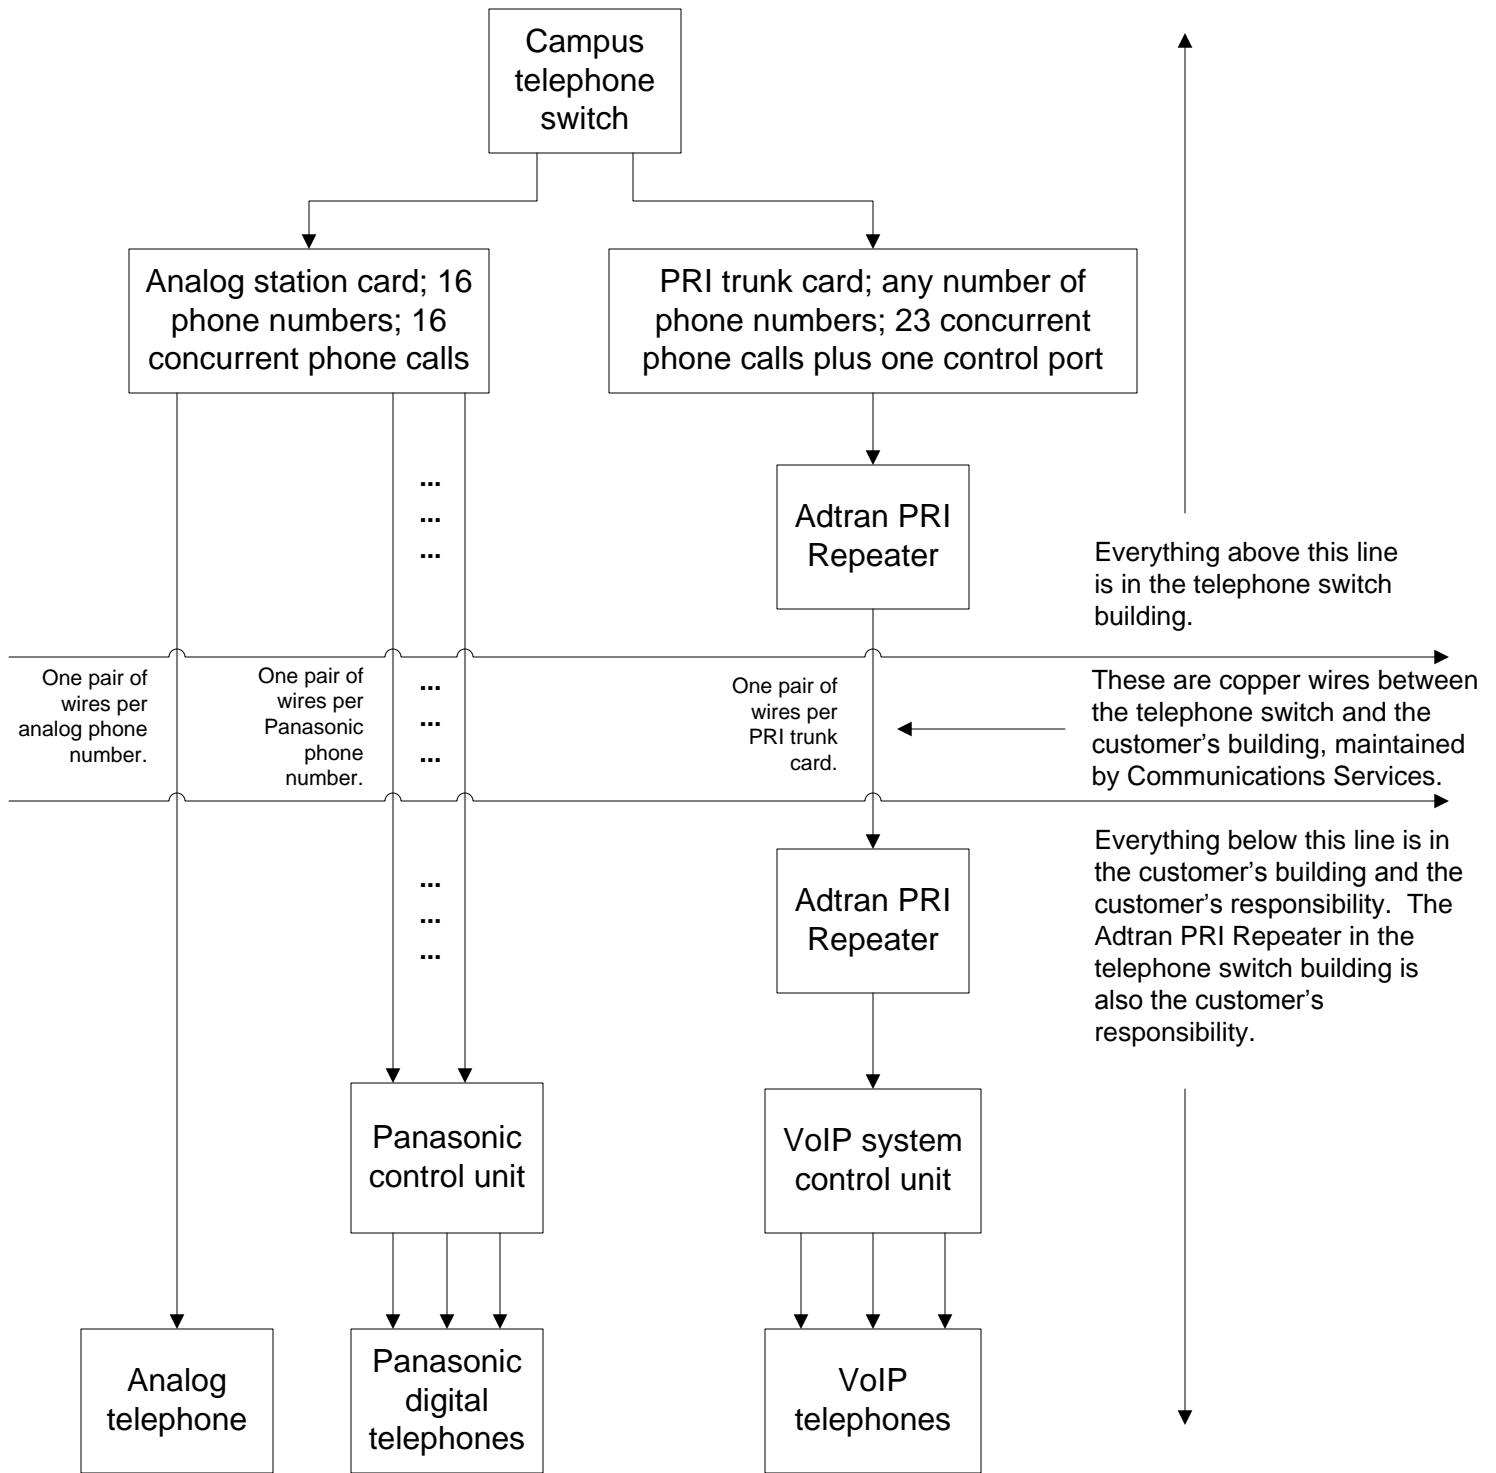 Campus
telephone
switch
Analog station card; 16
phone numbers; 16
concurrent phone calls
PRI trunk card; any number of
phone numbers; 23 concurrent
phone calls plus one control port
...
...
...
Adtran PRI
Repeater
Everything above this line
is in the telephone switch
building.
One pair of
wires per
analog phone
number.
One pair of
wires per
Panasonic
phone
number.
...
...
...
One pair of
wires per
PRI trunk
card.
These are copper wires between
the telephone switch and the
customer’s building, maintained
by Communications Services.
...
...
...
Adtran PRI
Repeater
Everything below this line is in
the customer’s building and the
customer’s responsibility.  The
Adtran PRI Repeater in the
telephone switch building is
also the customer’s
responsibility.
Panasonic
control unit
VoIP system
control unit
Analog
telephone
Panasonic
digital
telephones
VoIP
telephones